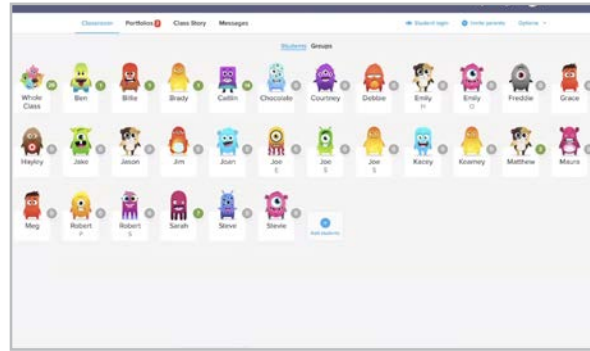 Classroom Portfolios 2 Class Story Messages Student login Invite parents Options
Students Groups
Whole Class Ben Billie Brady Caitlin Chocolate Courtney Debbie Emily H Emily O Freddie Grace
Hayley Jake Jason Jim Joan Joe E Joe S Joe S Kacey Kearney Matthew Maura
Meg Robert P Robert S Sarah Steve Stevie Add students